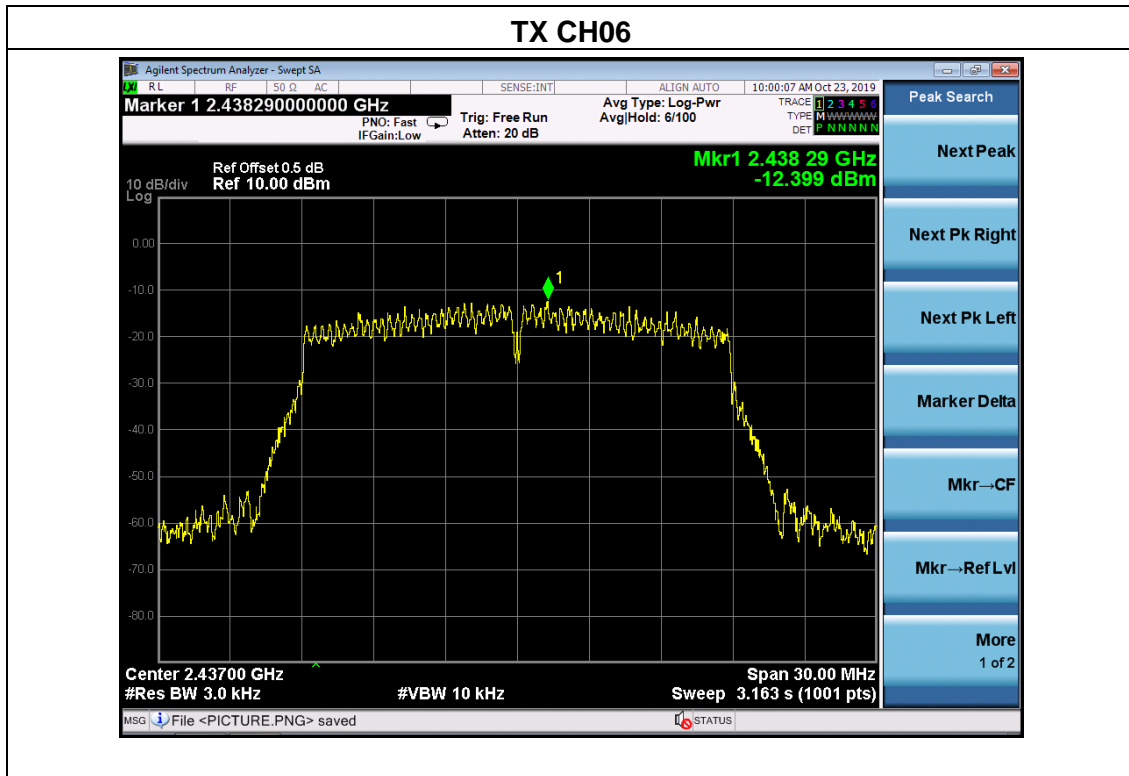 TX CH06
Agilent Spectrum Analyzer - Swept SA
LXI RL RF 50 Ω AC SENSE:INT ALIGN AUTO 10:00:07 AM Oct 23, 2019
Marker 1 2.438290000000 GHz
PNO: Fast
IFGain:Low
Trig: Free Run
Atten: 20 dB
Avg Type: Log-Pwr
Avg|Hold: 6/100
TRACE 1 2 3 4 5 6
TYPE M WWWWW
DET P N N N N N
Peak Search
Next Peak
Next Pk Right
Next Pk Left
Marker Delta
Mkr→CF
Mkr→Ref Lvl
More
1 of 2
Mkr1 2.438 29 GHz
-12.399 dBm
Ref Offset 0.5 dB
10 dB/div Ref 10.00 dBm
Log
1
0.00
-10.0
-20.0
-30.0
-40.0
-50.0
-60.0
-70.0
-80.0
Center 2.43700 GHz Span 30.00 MHz
#Res BW 3.0 kHz #VBW 10 kHz Sweep 3.163 s (1001 pts)
MSG File <PICTURE.PNG> saved STATUS